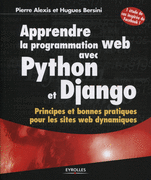 Pierre Alexis et Hugues Bersini
Apprendre
la programmation web
avec
Python
et Django
Principes et bonnes pratiques
pour les sites web dynamiques
EYROLLES